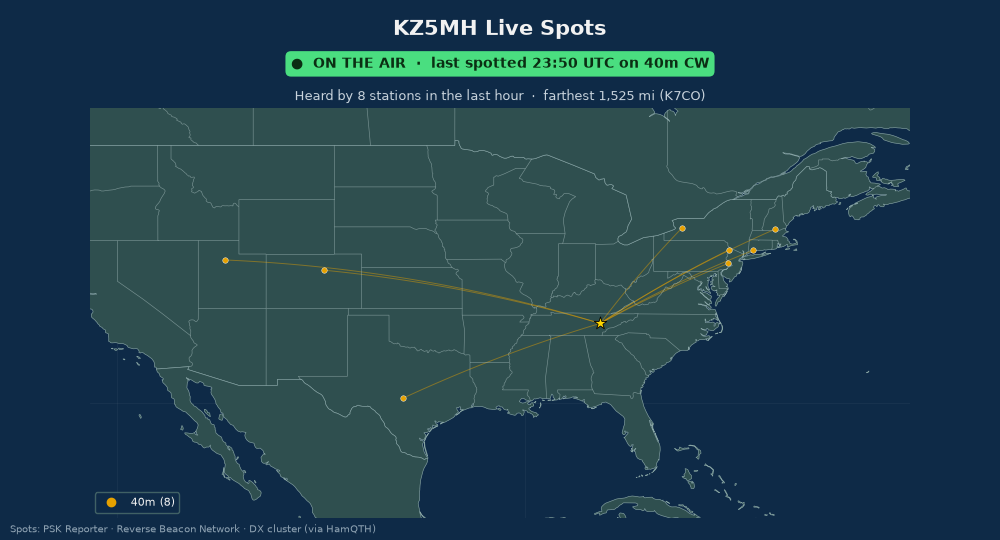 KZ5MH Live Spots
● ON THE AIR · last spotted 23:50 UTC on 40m CW
Heard by 8 stations in the last hour · farthest 1,525 mi (K7CO)
40m (8)
Spots: PSK Reporter · Reverse Beacon Network · DX cluster (via HamQTH)